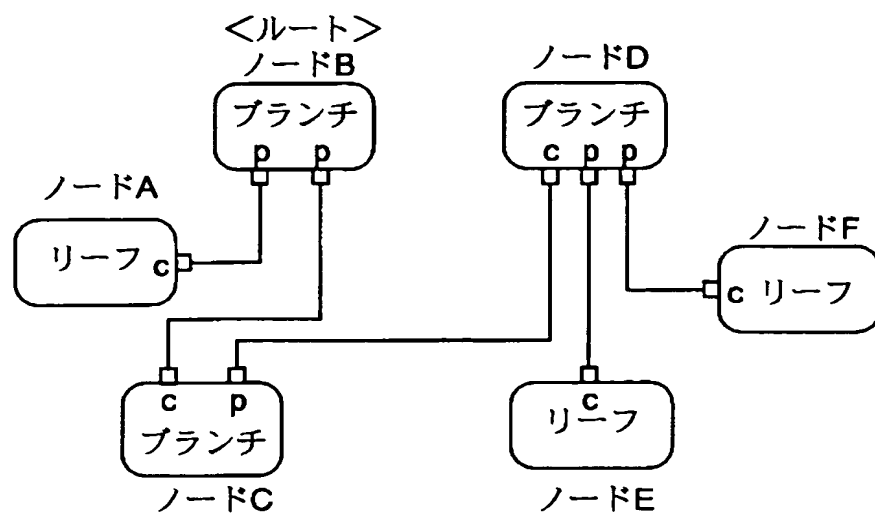 ＜ルート＞
ノードB
ブランチ
p p
ノードD
ブランチ
c p p
ノードA
リーフ c
ノードF
c リーフ
c p
ブランチ
ノードC
c
リーフ
ノードE